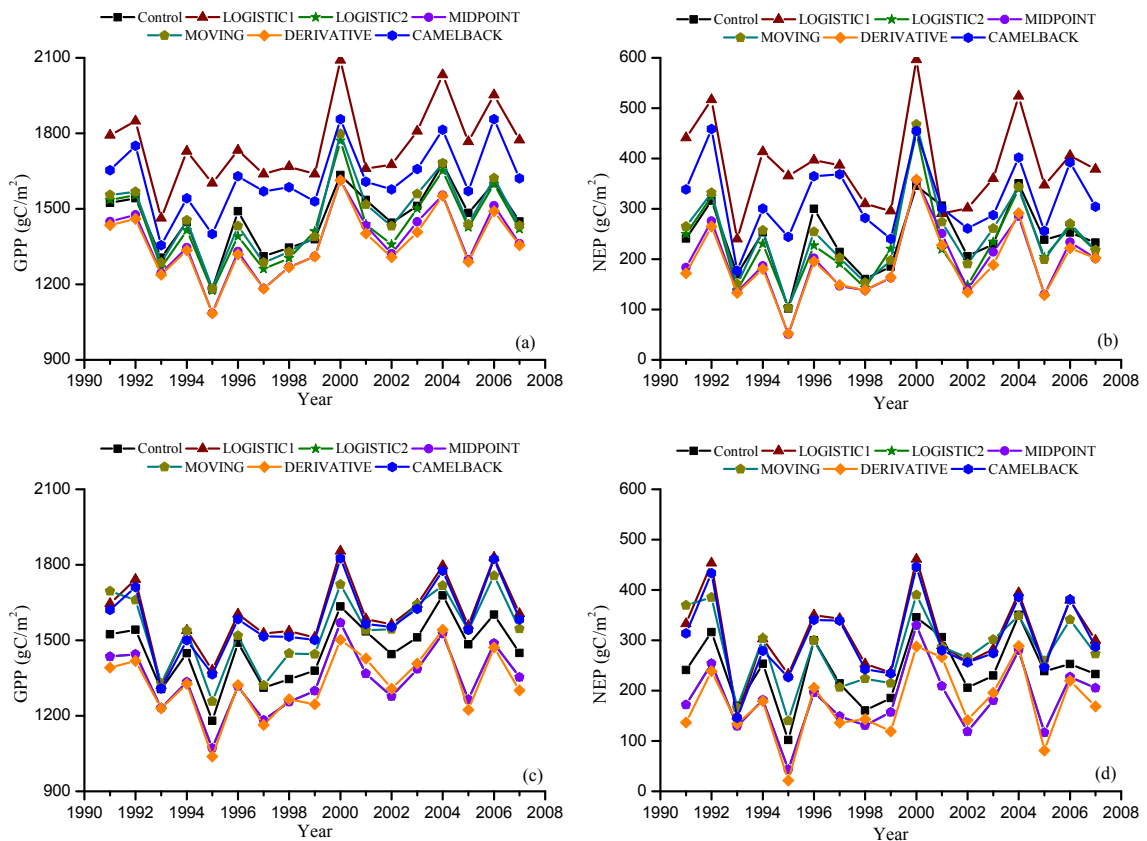 Control LOGISTIC1 LOGISTIC2 MIDPOINT
MOVING DERIVATIVE CAMELBACK
2100
1800
1500
1200
900
GPP (gC/m²)
(a)
1990 1992 1994 1996 1998 2000 2002 2004 2006 2008
Year
Control LOGISTIC1 LOGISTIC2 MIDPOINT
MOVING DERIVATIVE CAMELBACK
600
500
400
300
200
100
0
NEP (gC/m²)
(b)
1990 1992 1994 1996 1998 2000 2002 2004 2006 2008
Year
Control LOGISTIC1 LOGISTIC2 MIDPOINT
MOVING DERIVATIVE CAMELBACK
2100
1800
1500
1200
900
GPP (gC/m²)
(c)
1990 1992 1994 1996 1998 2000 2002 2004 2006 2008
Year
Control LOGISTIC1 LOGISTIC2 MIDPOINT
MOVING DERIVATIVE CAMELBACK
600
500
400
300
200
100
0
NEP (gC/m²)
(d)
1990 1992 1994 1996 1998 2000 2002 2004 2006 2008
Year